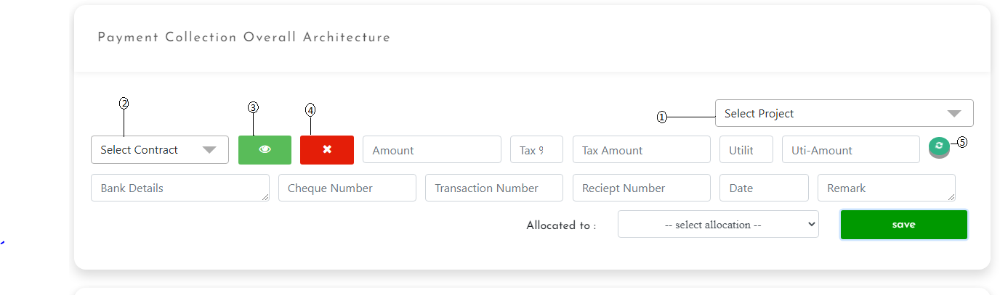 Payment Collection Overall Architecture
1 Select Project
2 3 4
Select Contract Amount Tax % Tax Amount Utilit Uti-Amount 5
Bank Details Cheque Number Transaction Number Reciept Number Date Remark
Allocated to : -- select allocation -- save